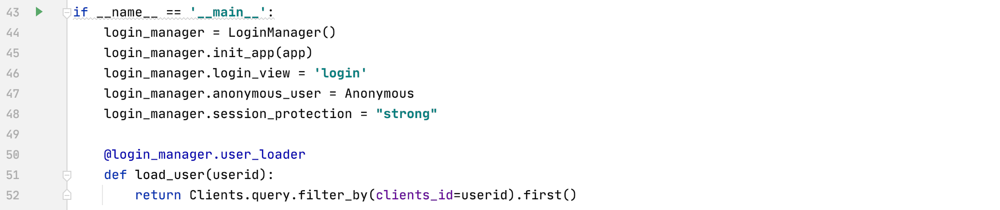 43 if __name__ == '__main__':
44     login_manager = LoginManager()
45     login_manager.init_app(app)
46     login_manager.login_view = 'login'
47     login_manager.anonymous_user = Anonymous
48     login_manager.session_protection = "strong"
49
50     @login_manager.user_loader
51     def load_user(userid):
52         return Clients.query.filter_by(clients_id=userid).first()